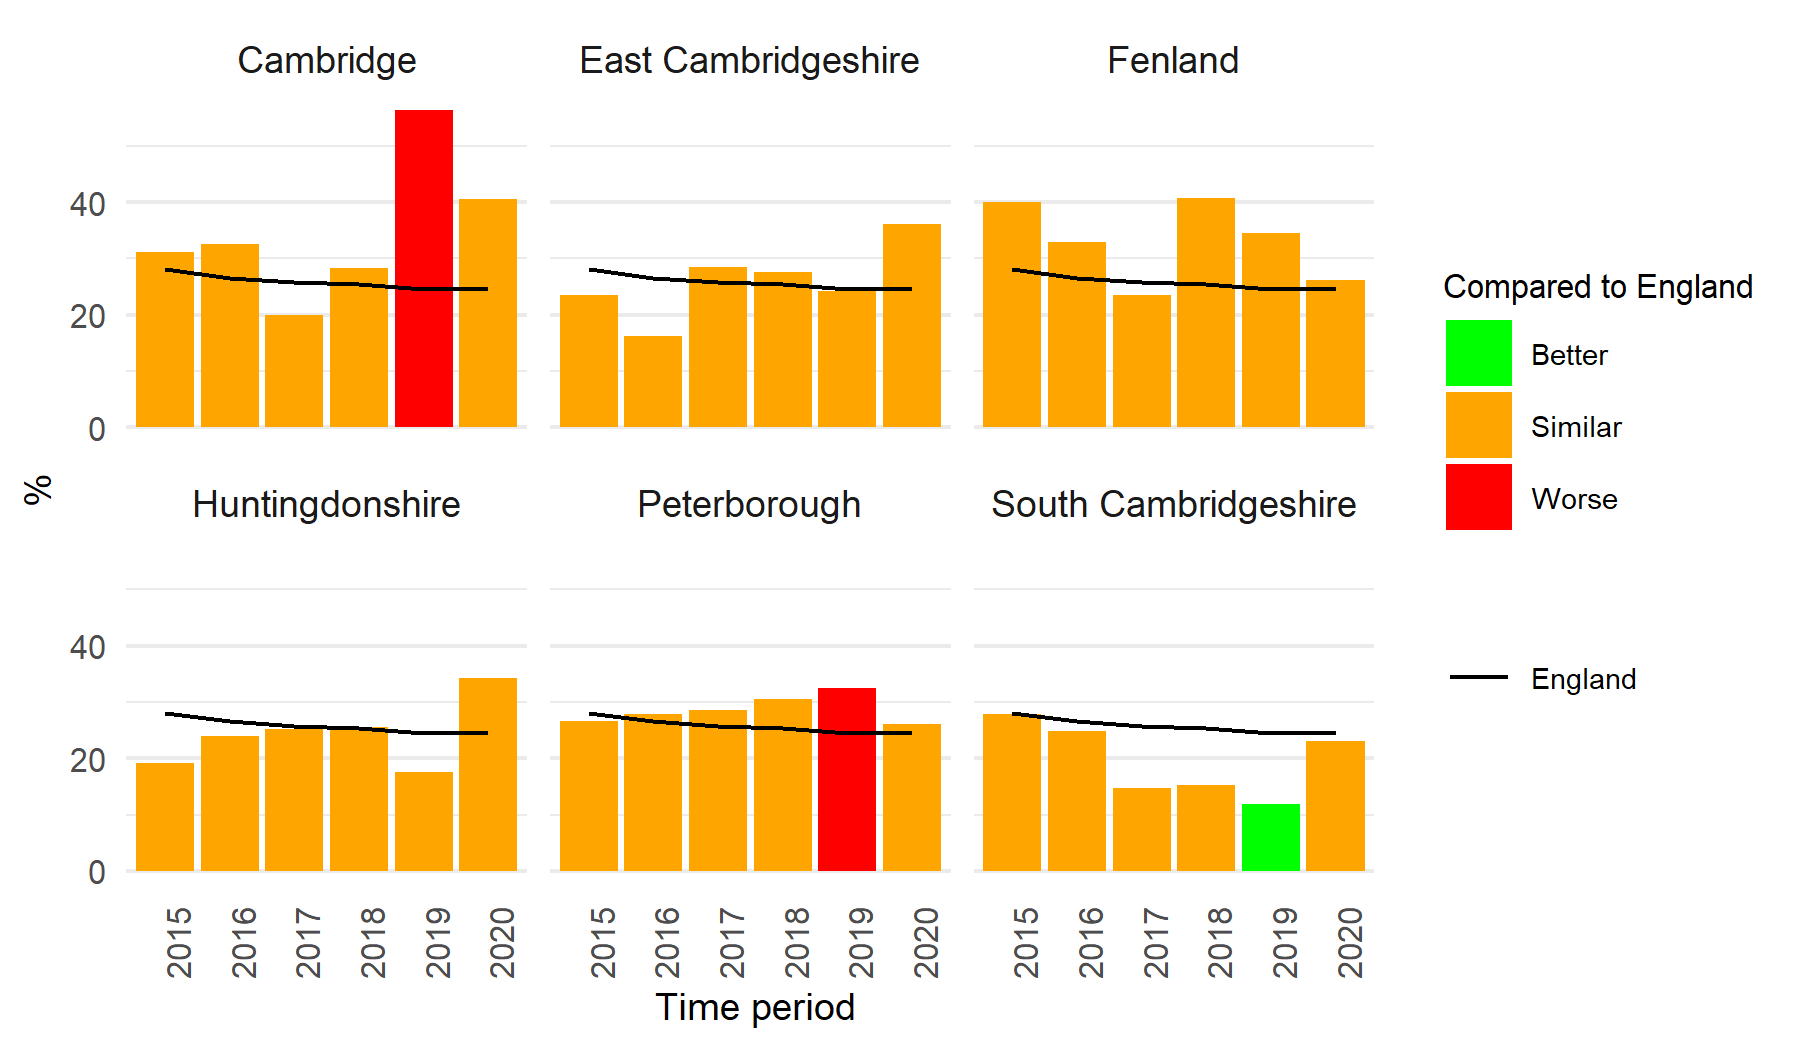 Cambridge
East Cambridgeshire
Fenland
40
20
0
%
Huntingdonshire
Peterborough
South Cambridgeshire
40
20
0
2015 2016 2017 2018 2019 2020
2015 2016 2017 2018 2019 2020
2015 2016 2017 2018 2019 2020
Time period
Compared to England
Better
Similar
Worse
England